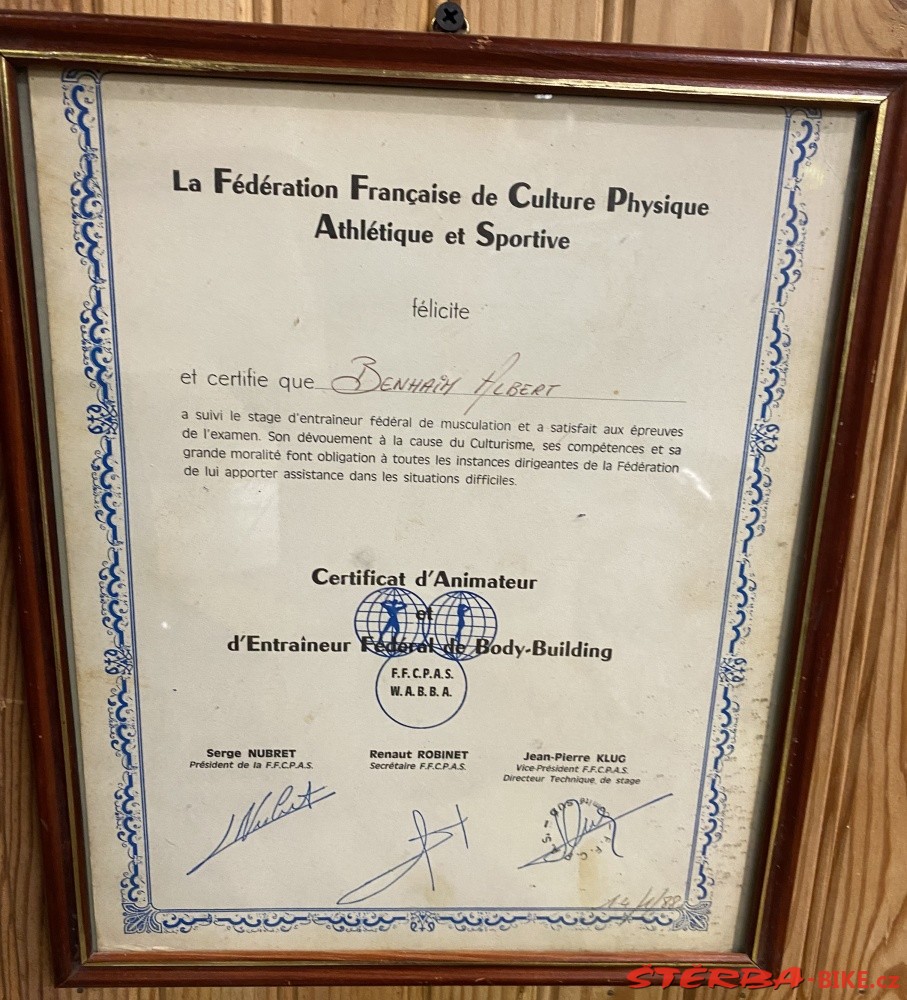 La Fédération Française de Culture Physique
Athlétique et Sportive
félicite
et certifie que BENHAÏM ALBERT
a suivi le stage d'entraîneur fédéral de musculation et a satisfait aux épreuves
de l'examen. Son dévouement à la cause du Culturisme, ses compétences et sa
grande moralité font obligation à toutes les instances dirigeantes de la Fédération
de lui apporter assistance dans les situations difficiles.
Certificat d'Animateur
et
d'Entraîneur Fédéral de Body-Building
F.F.C.P.A.S.
W.A.B.B.A.
Serge NUBRET
Président de la F.F.C.P.A.S.
Renaut ROBINET
Secrétaire F.F.C.P.A.S.
Jean-Pierre KLUG
Vice-Président F.F.C.P.A.S.
Directeur Technique de stage
STERBA-BIKE.cz